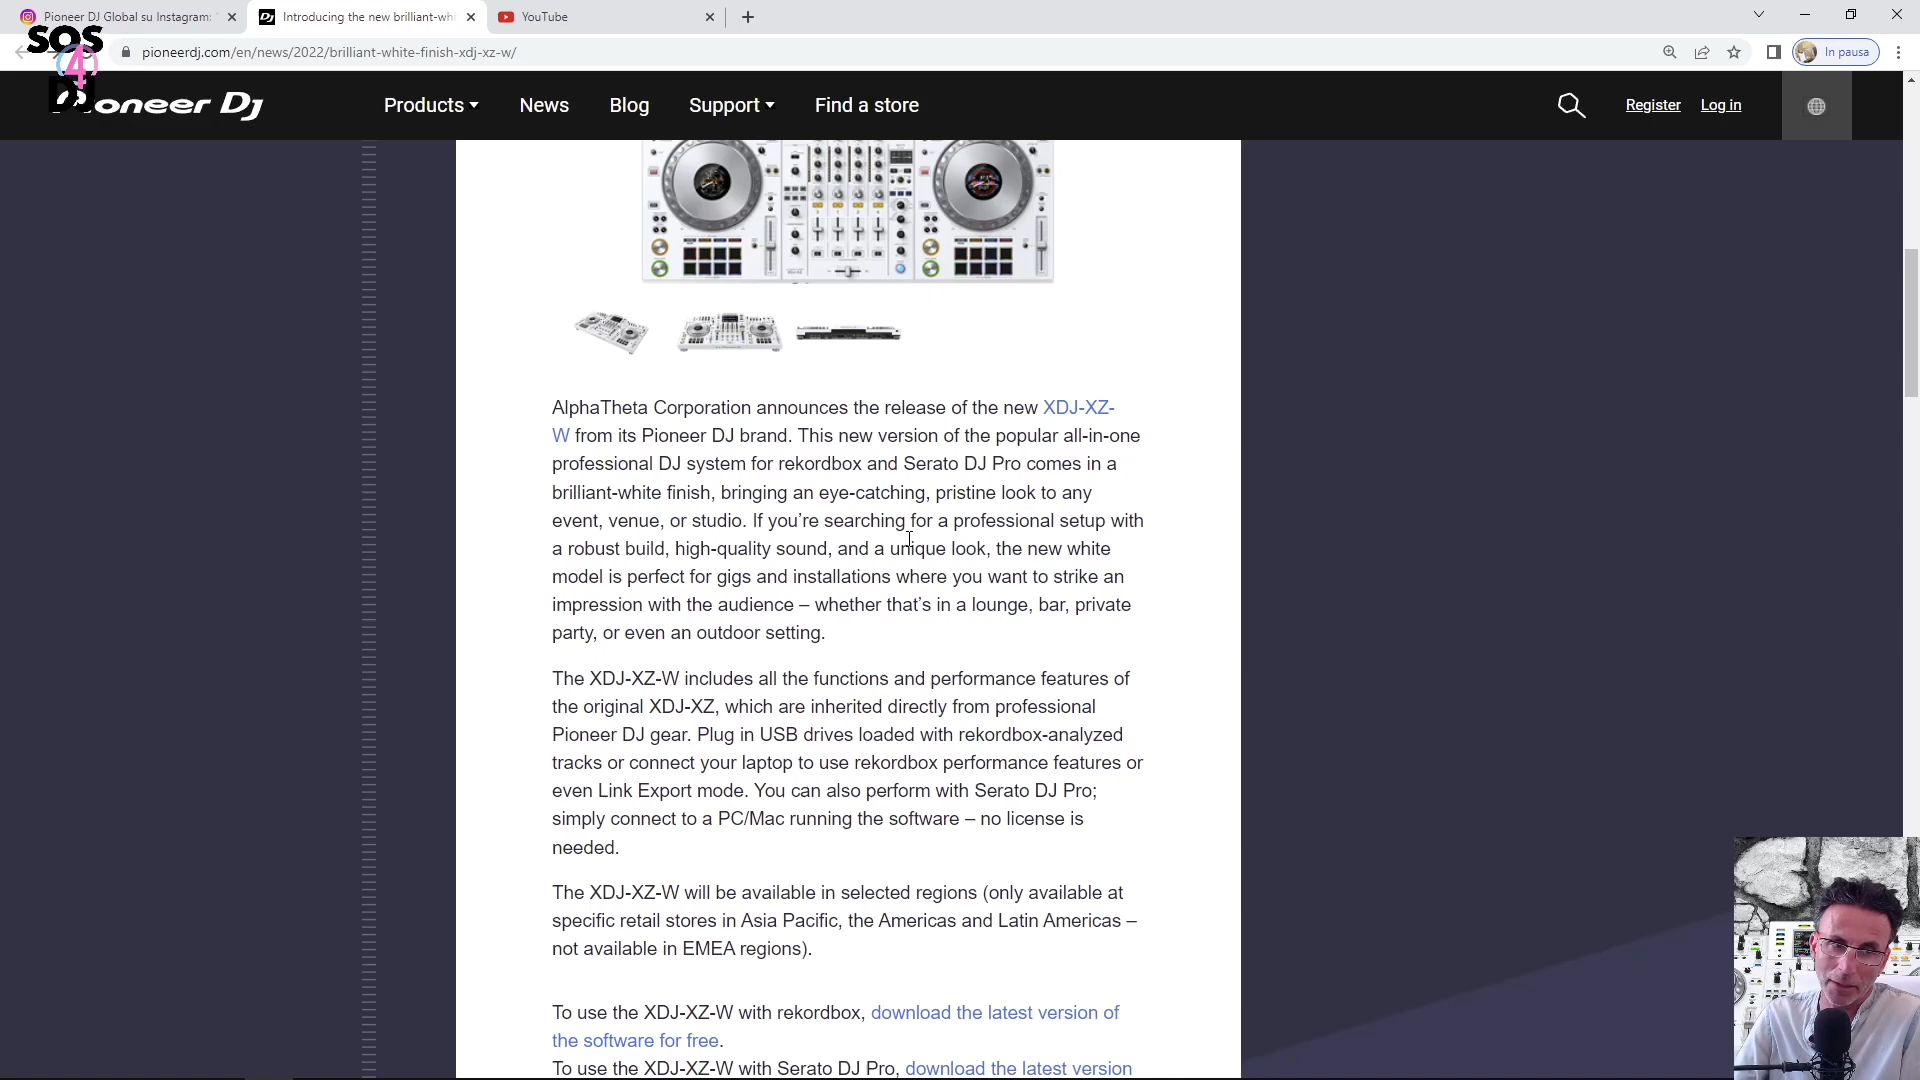 Pioneer DJ Global su Instagram:
Introducing the new brilliant-whi
YouTube
SOS
4
DJ
pioneerdj.com/en/news/2022/brilliant-white-finish-xdj-xz-w/
In pausa
Pioneer Dj
Products
News
Blog
Support
Find a store
Register
Log in
AlphaTheta Corporation announces the release of the new XDJ-XZ-
W from its Pioneer DJ brand. This new version of the popular all-in-one
professional DJ system for rekordbox and Serato DJ Pro comes in a
brilliant-white finish, bringing an eye-catching, pristine look to any
event, venue, or studio. If you’re searching for a professional setup with
a robust build, high-quality sound, and a unique look, the new white
model is perfect for gigs and installations where you want to strike an
impression with the audience – whether that’s in a lounge, bar, private
party, or even an outdoor setting.
The XDJ-XZ-W includes all the functions and performance features of
the original XDJ-XZ, which are inherited directly from professional
Pioneer DJ gear. Plug in USB drives loaded with rekordbox-analyzed
tracks or connect your laptop to use rekordbox performance features or
even Link Export mode. You can also perform with Serato DJ Pro;
simply connect to a PC/Mac running the software – no license is
needed.
The XDJ-XZ-W will be available in selected regions (only available at
specific retail stores in Asia Pacific, the Americas and Latin Americas –
not available in EMEA regions).
To use the XDJ-XZ-W with rekordbox, download the latest version of
the software for free.
To use the XDJ-XZ-W with Serato DJ Pro, download the latest version